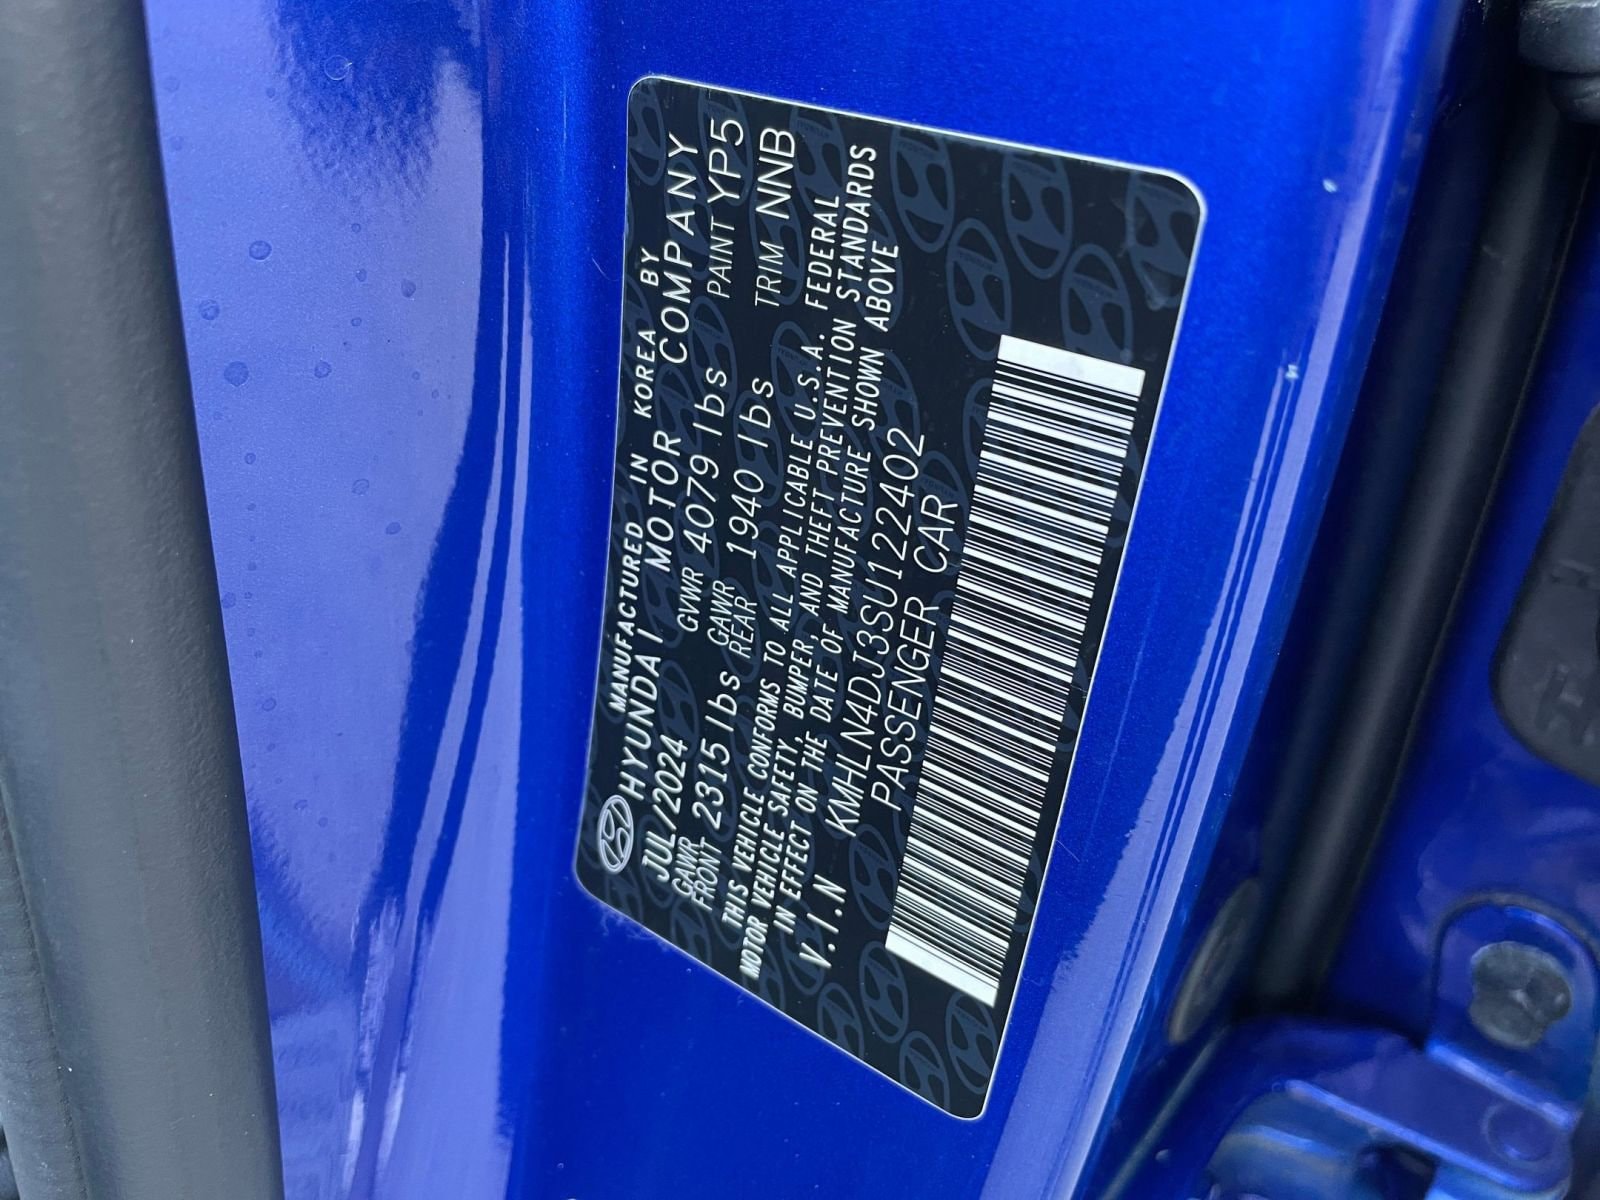 MANUFACTURED IN KOREA BY
HYUNDAI MOTOR COMPANY
JUL/2024 GVWR 4079 lbs PAINT YP5
GAWR FRONT 2315 lbs GAWR REAR 1940 lbs TRIM NNB
THIS VEHICLE CONFORMS TO ALL APPLICABLE U.S.A. FEDERAL
MOTOR VEHICLE SAFETY, BUMPER, AND THEFT PREVENTION STANDARDS
IN EFFECT ON THE DATE OF MANUFACTURE SHOWN ABOVE
V.I.N KMHLN4DJ3SU122402
PASSENGER CAR